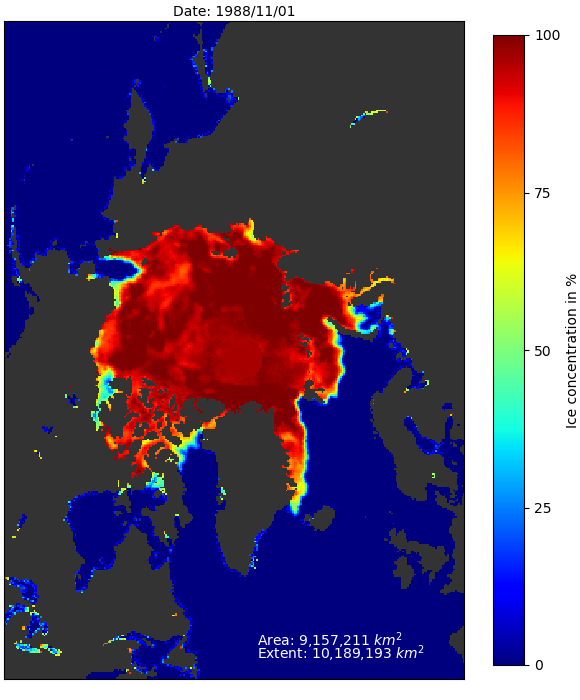 Date: 1988/11/01
100
75
50
25
0
Ice concentration in %
Area: 9,157,211 km²
Extent: 10,189,193 km²